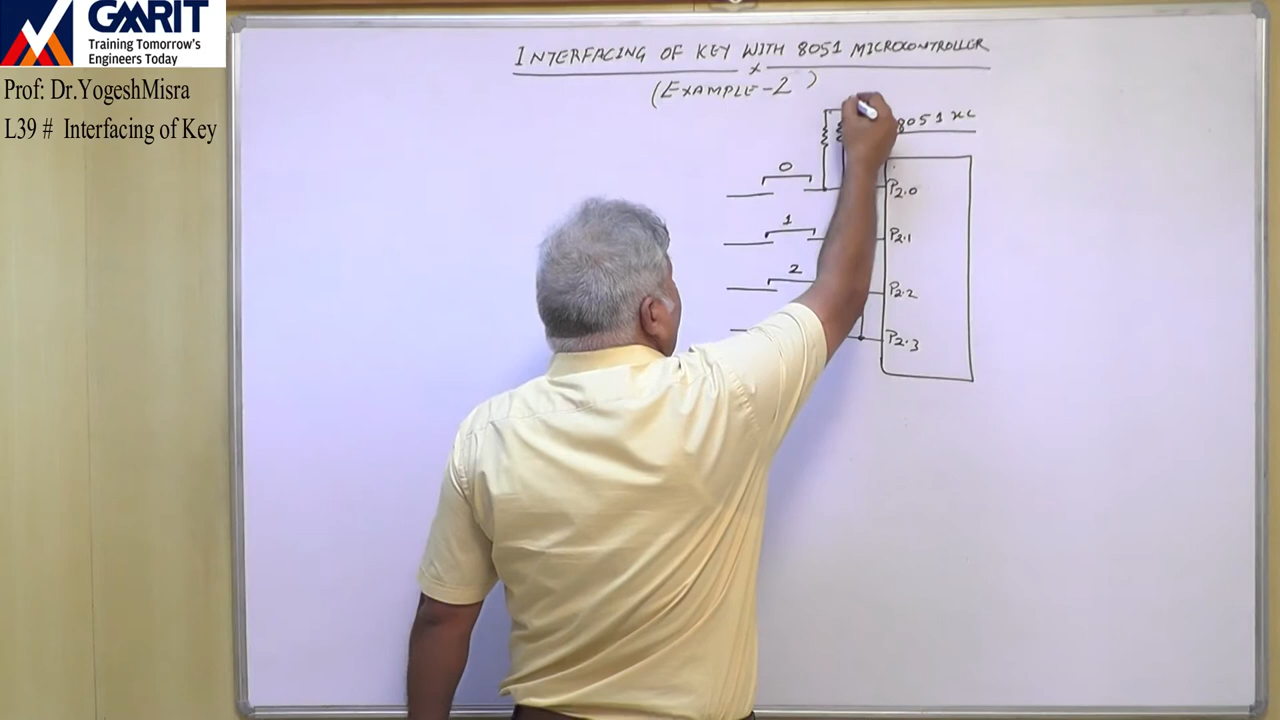 GMRIT
Training Tomorrow's
Engineers Today
Prof: Dr.YogeshMisra
L39 # Interfacing of Key
INTERFACING OF KEY WITH 8051 MICROCONTROLLER
x
(EXAMPLE-2)
8051 μC
0
P2.0
1
P2.1
2
P2.2
P2.3